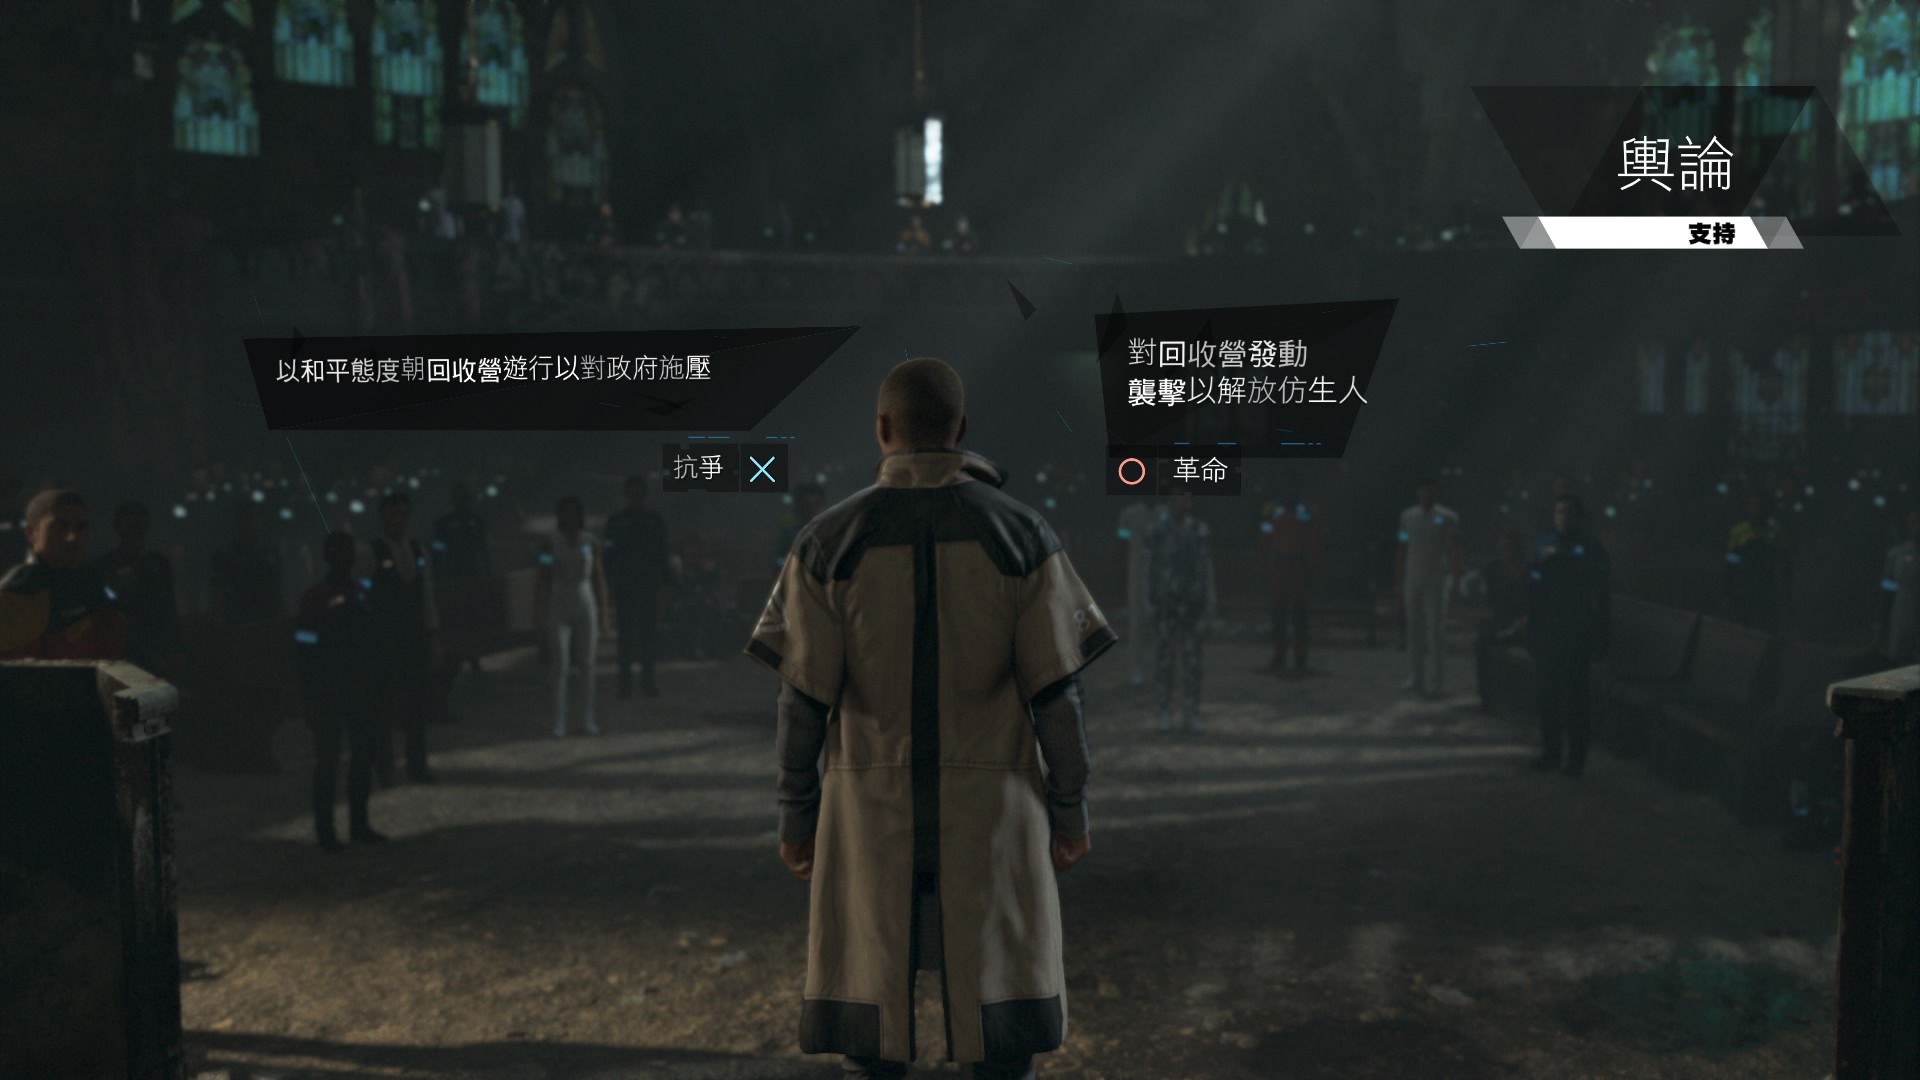 輿論
支持
以和平態度朝回收營遊行以對政府施壓
抗爭
對回收營發動
襲擊以解放仿生人
革命